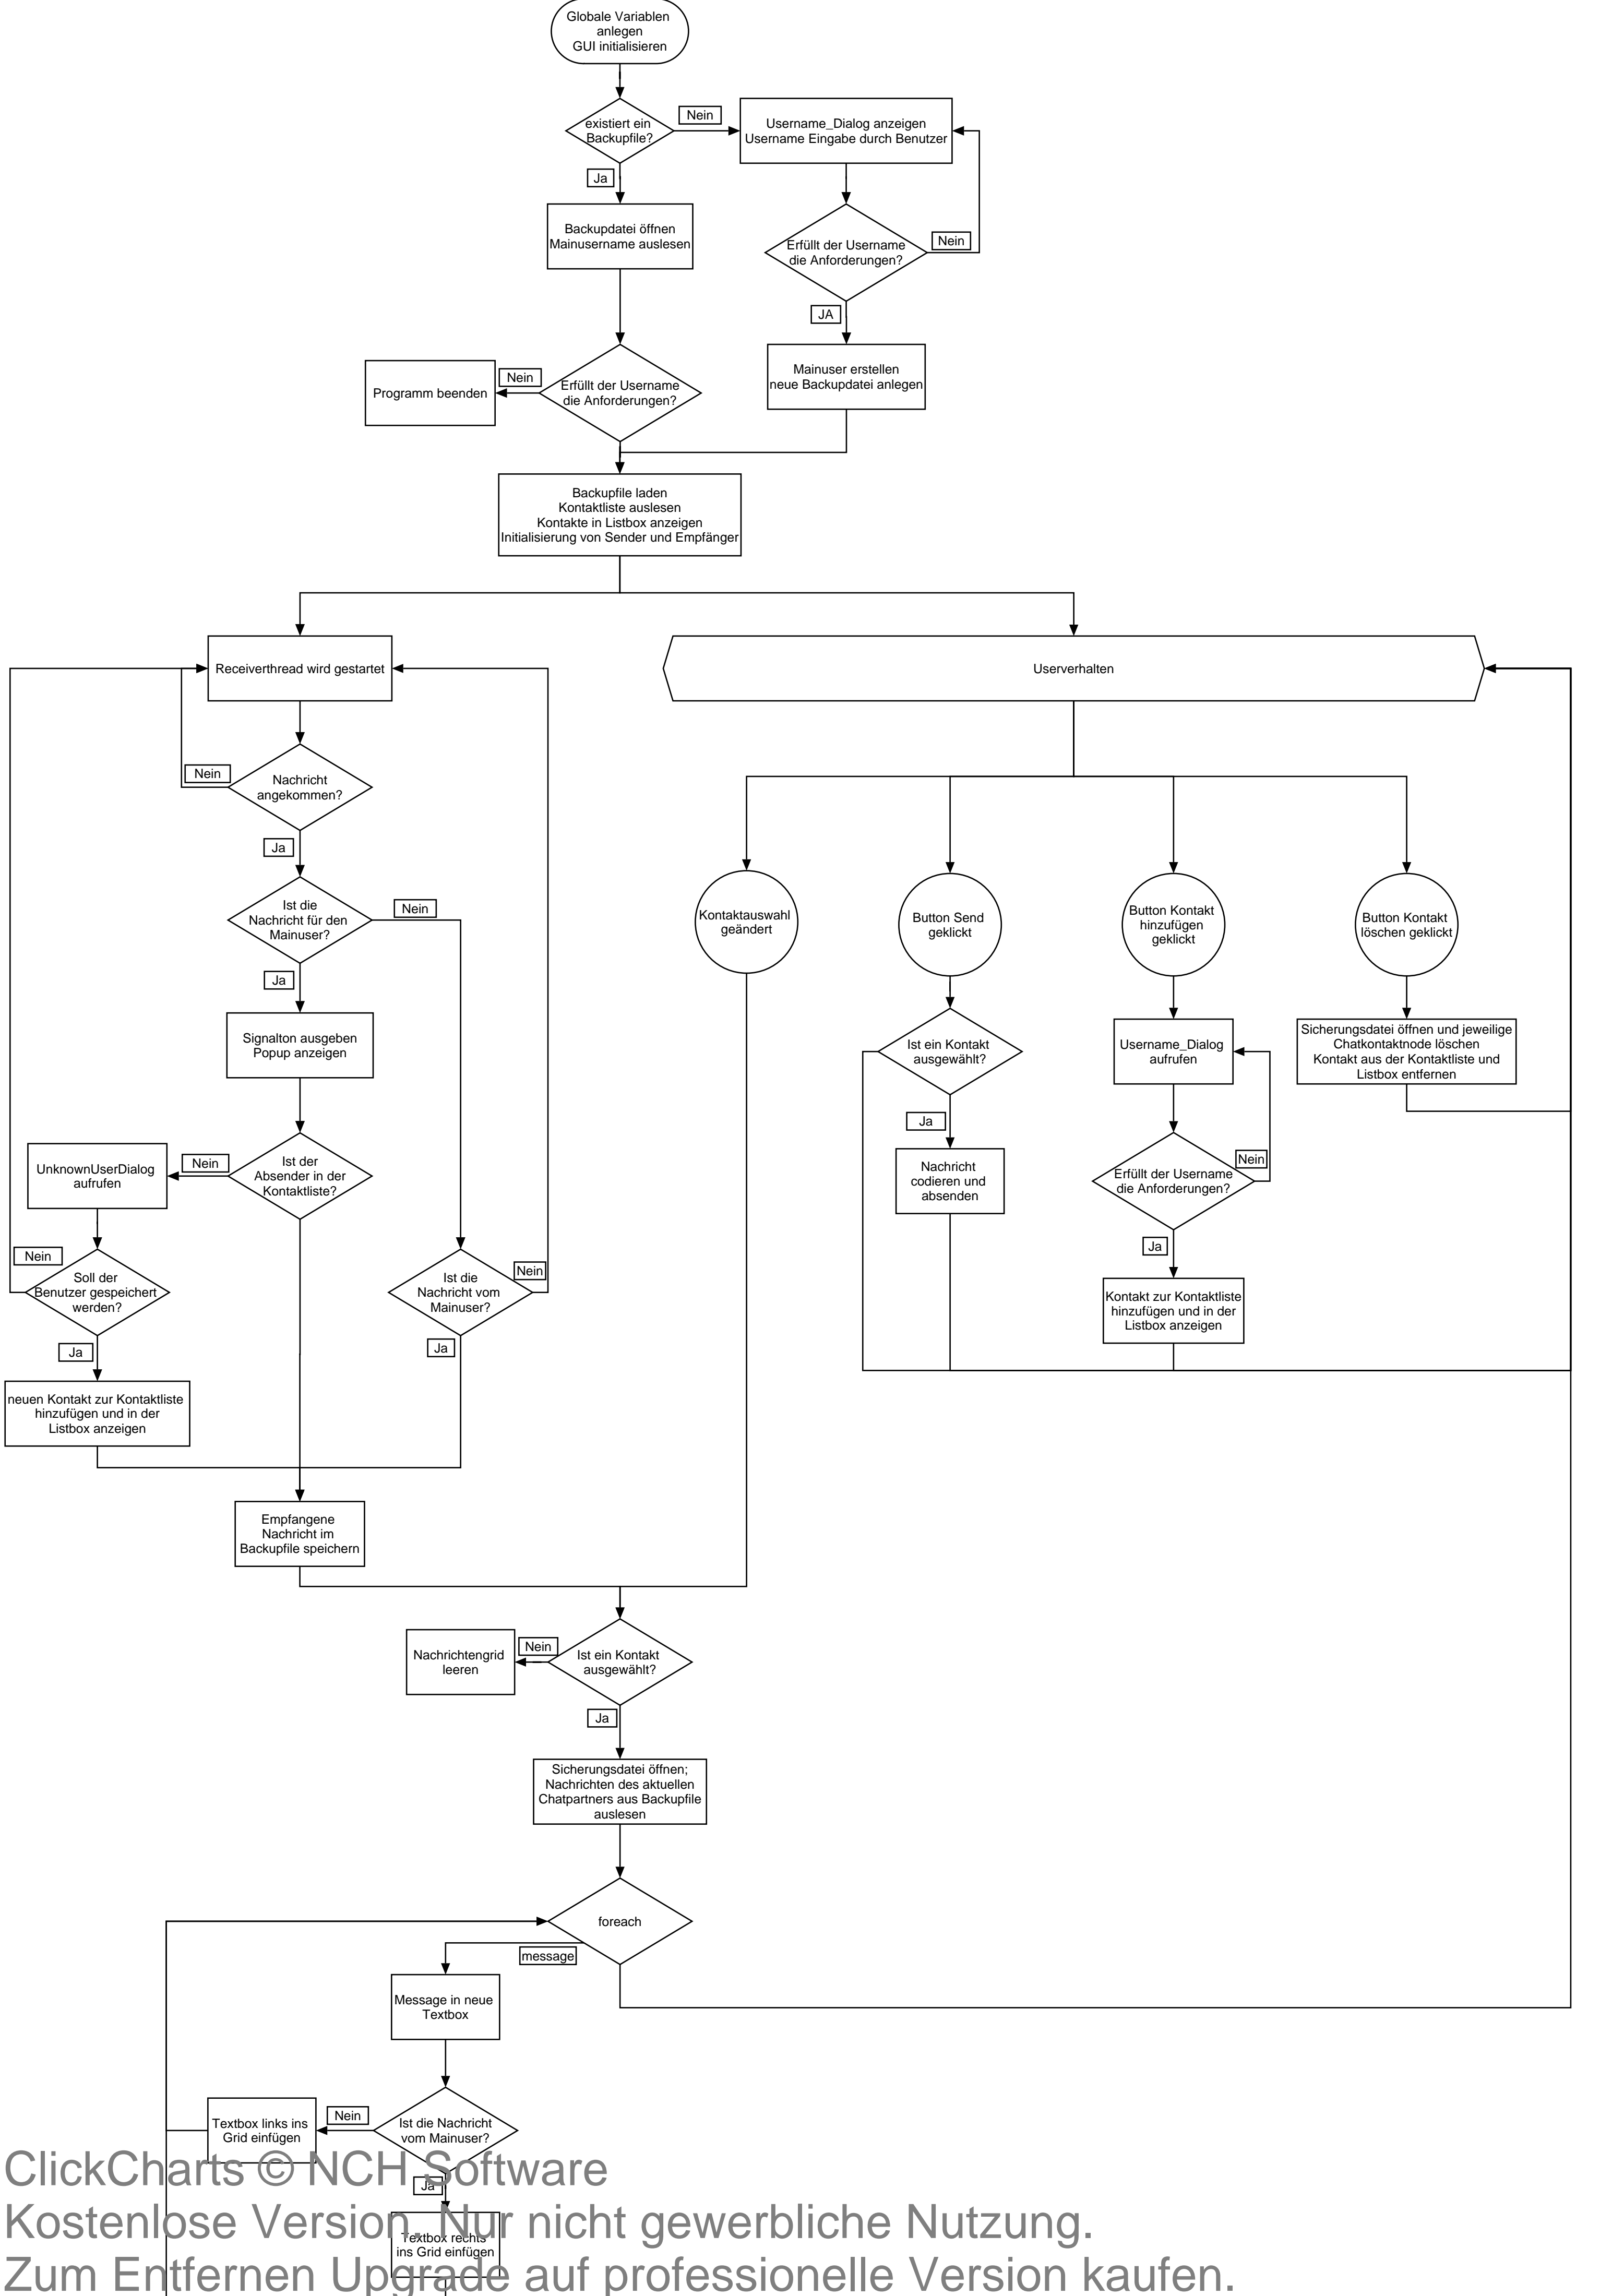 Globale Variablen
anlegen
GUI initialisieren
existiert ein
Backupfile?
Nein
Username_Dialog anzeigen
Username Eingabe durch Benutzer
Ja
Backupdatei öffnen
Mainusername auslesen
Erfüllt der Username
die Anforderungen?
Nein
JA
Mainuser erstellen
neue Backupdatei anlegen
Programm beenden
Nein
Erfüllt der Username
die Anforderungen?
Backupfile laden
Kontaktliste auslesen
Kontakte in Listbox anzeigen
Initialisierung von Sender und Empfänger
Receiverthread wird gestartet
Userverhalten
Nein
Nachricht
angekommen?
Ja
Ist die
Nachricht für den
Mainuser?
Nein
Ja
Signalton ausgeben
Popup anzeigen
Kontaktauswahl
geändert
Button Send
geklickt
Button Kontakt
hinzufügen
geklickt
Button Kontakt
löschen geklickt
Ist ein Kontakt
ausgewählt?
Username_Dialog
aufrufen
Sicherungsdatei öffnen und jeweilige
Chatkontaktnode löschen
Kontakt aus der Kontaktliste und
Listbox entfernen
Ja
Nachricht
codieren und
absenden
Erfüllt der Username
die Anforderungen?
Nein
Ja
Kontakt zur Kontaktliste
hinzufügen und in der
Listbox anzeigen
UnknownUserDialog
aufrufen
Nein
Ist der
Absender in der
Kontaktliste?
Nein
Soll der
Benutzer gespeichert
werden?
Ist die
Nachricht vom
Mainuser?
Nein
Ja
Ja
neuen Kontakt zur Kontaktliste
hinzufügen und in der
Listbox anzeigen
Empfangene
Nachricht im
Backupfile speichern
Nachrichtengrid
leeren
Nein
Ist ein Kontakt
ausgewählt?
Ja
Sicherungsdatei öffnen;
Nachrichten des aktuellen
Chatpartners aus Backupfile
auslesen
foreach
message
Message in neue
Textbox
Textbox links ins
Grid einfügen
Nein
Ist die Nachricht
vom Mainuser?
Ja
Textbox rechts
ins Grid einfügen
ClickCharts © NCH Software
Kostenlose Version. Nur nicht gewerbliche Nutzung.
Zum Entfernen Upgrade auf professionelle Version kaufen.